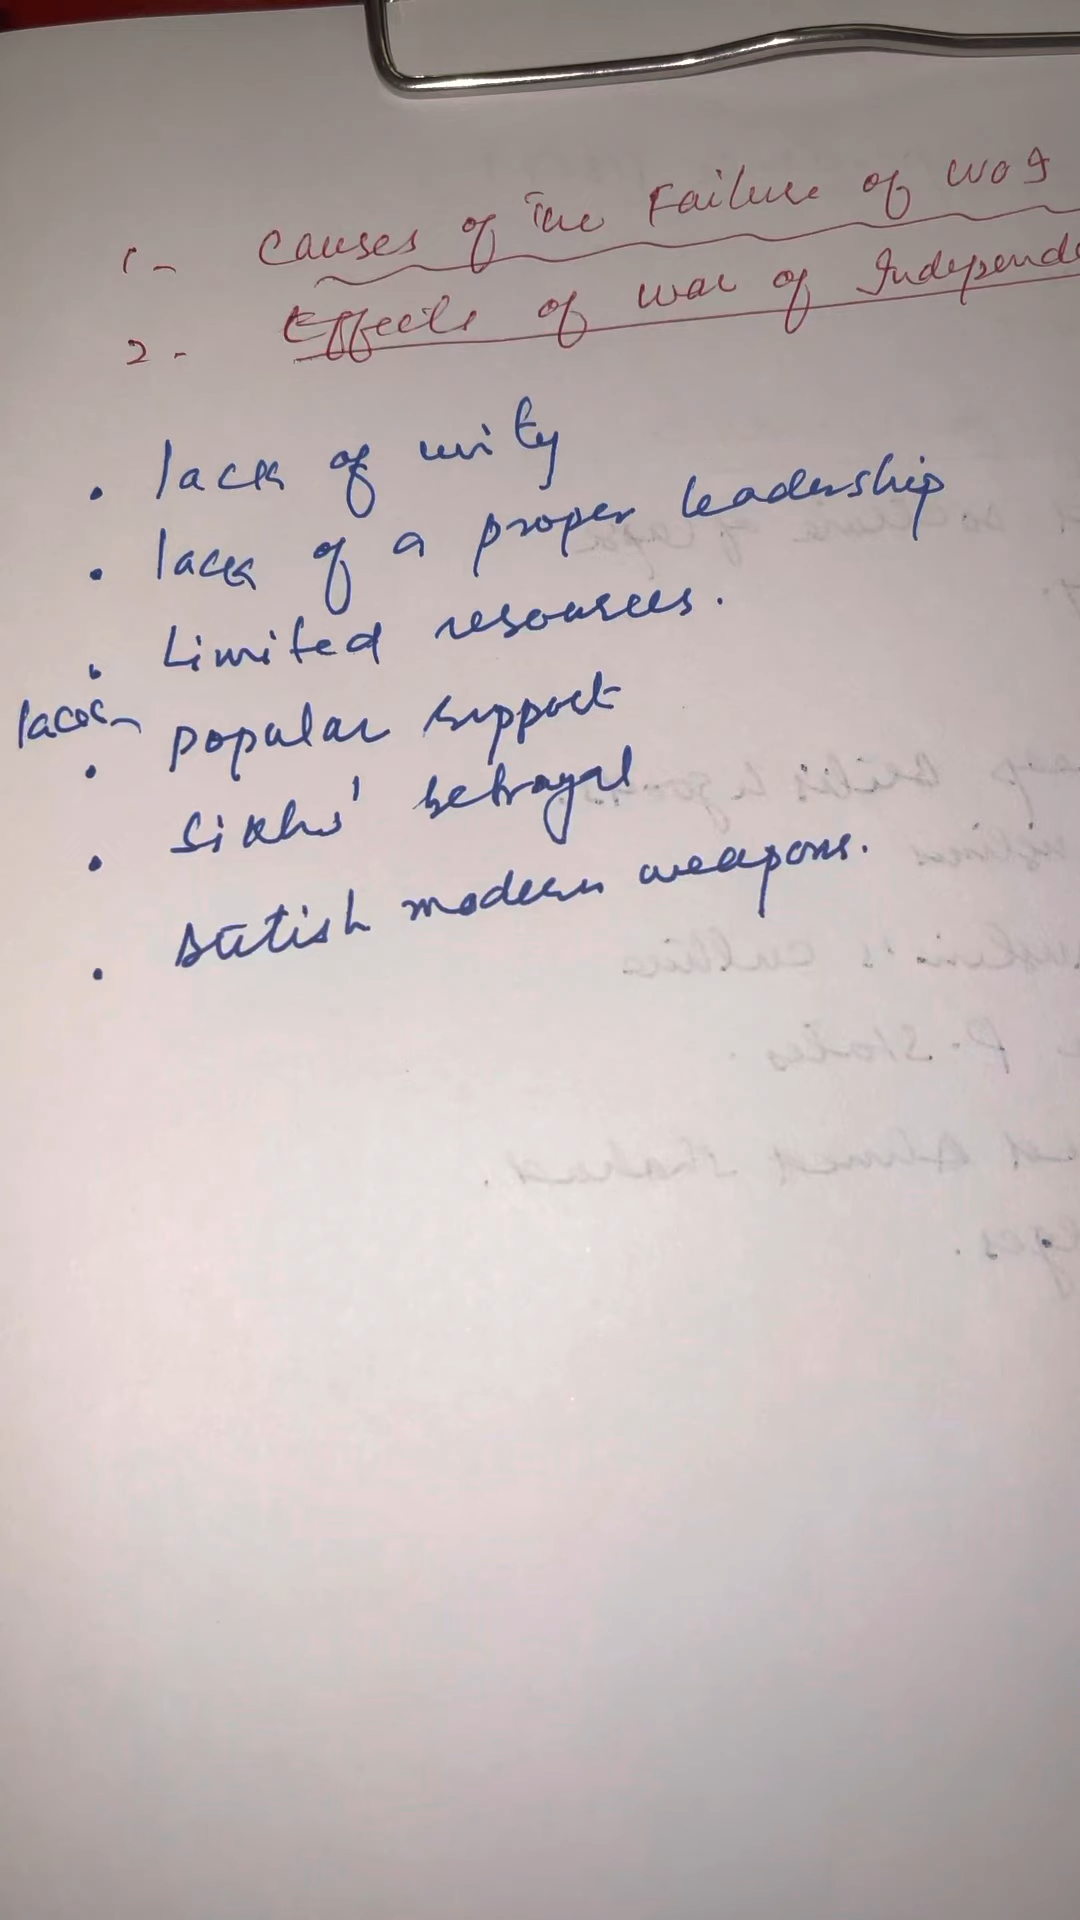 1- Causes of The Failure of WOI
2- Effects of War of Independe
• lack of unity
• lack of a proper leadership
• Limited resources.
lack • popular support
• Sikhs' betrayal
• British modern weapons.